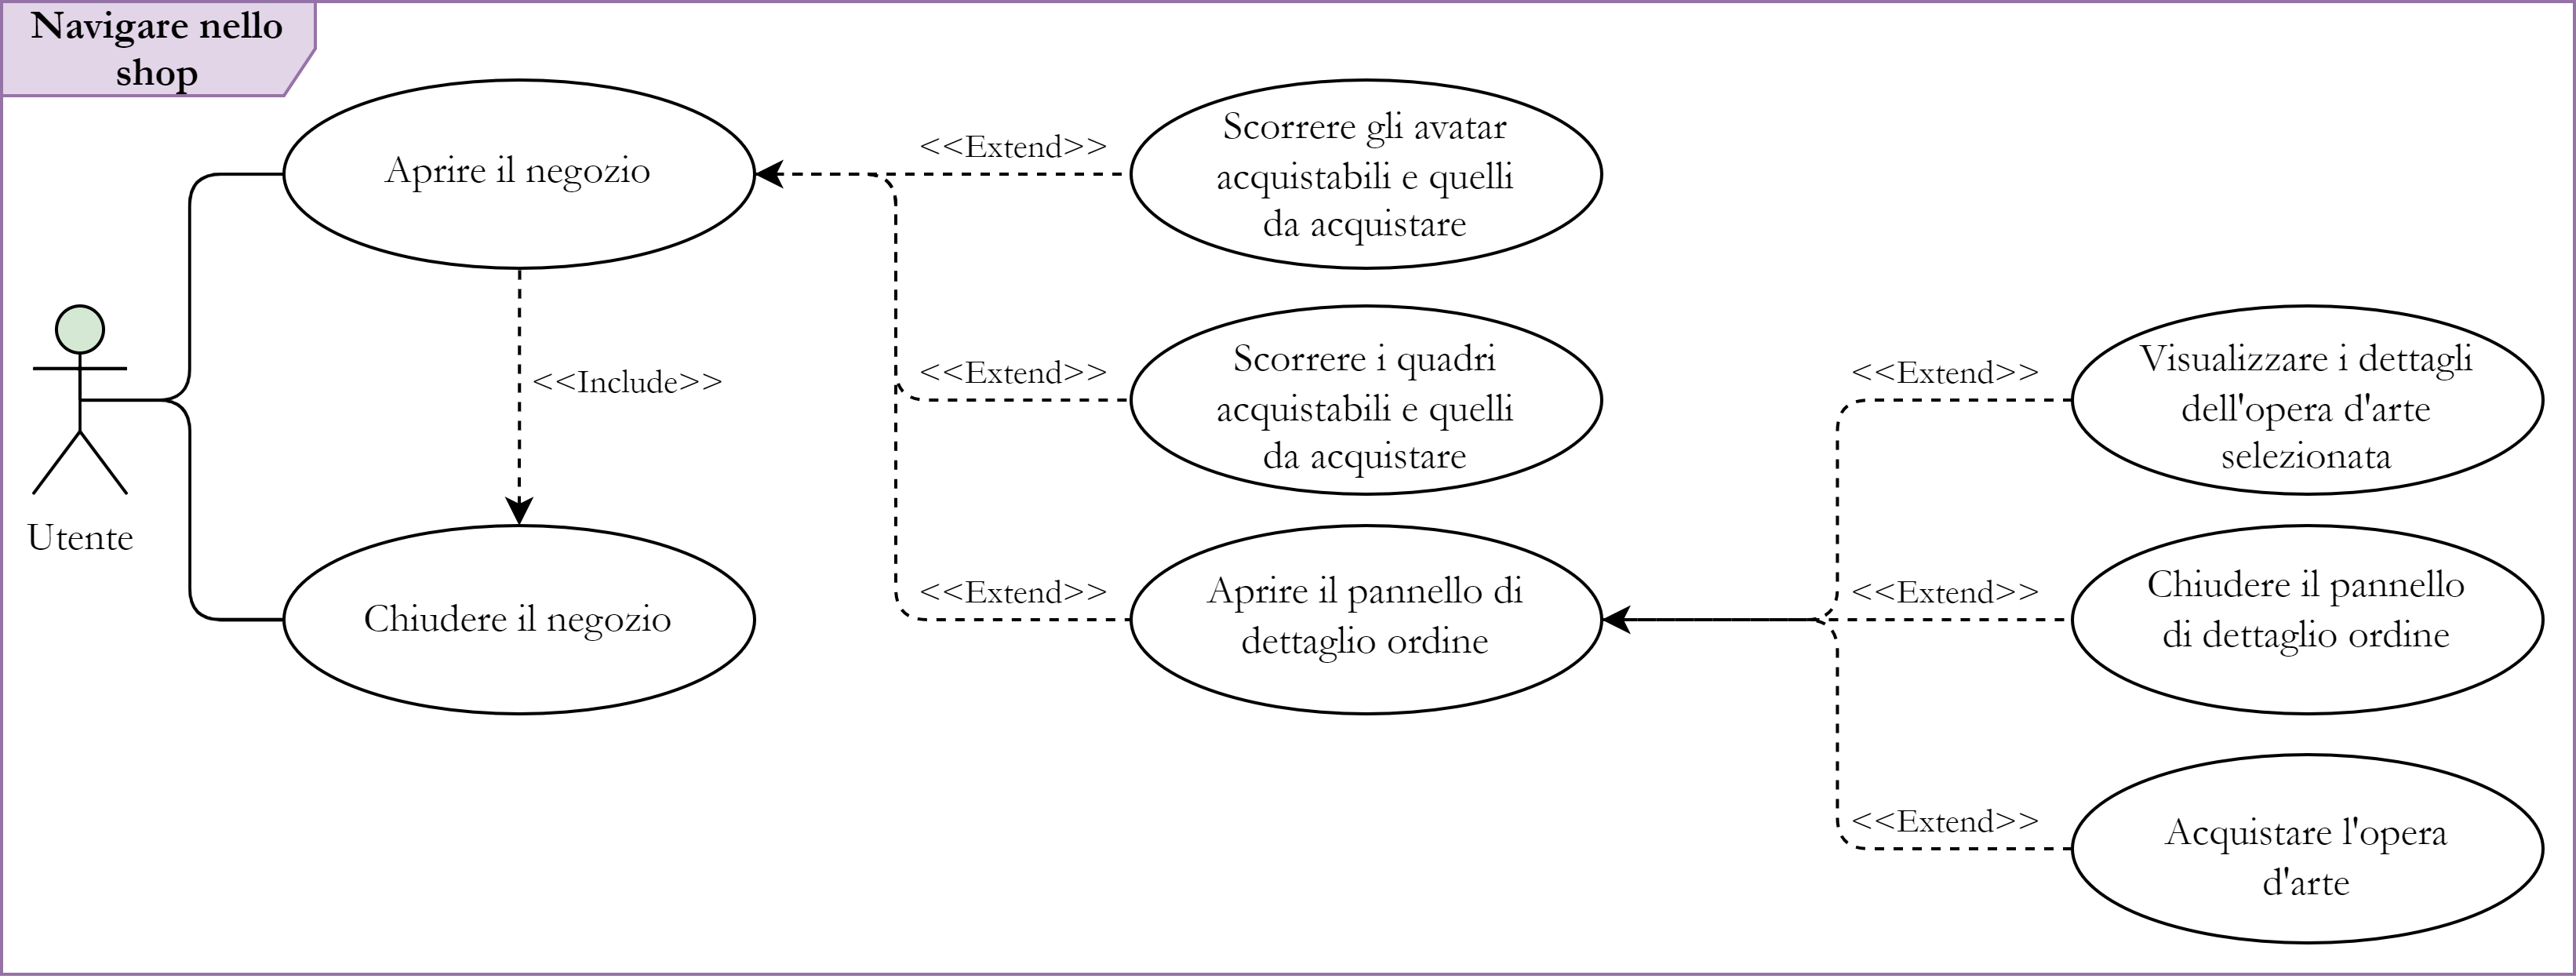 Navigare nello
shop
Aprire il negozio
<<Extend>>
Scorrere gli avatar
acquistabili e quelli
da acquistare
<<Include>>
<<Extend>>
Scorrere i quadri
acquistabili e quelli
da acquistare
<<Extend>>
Visualizzare i dettagli
dell'opera d'arte
selezionata
Utente
Chiudere il negozio
<<Extend>>
Aprire il pannello di
dettaglio ordine
<<Extend>>
Chiudere il pannello
di dettaglio ordine
<<Extend>>
Acquistare l'opera
d'arte